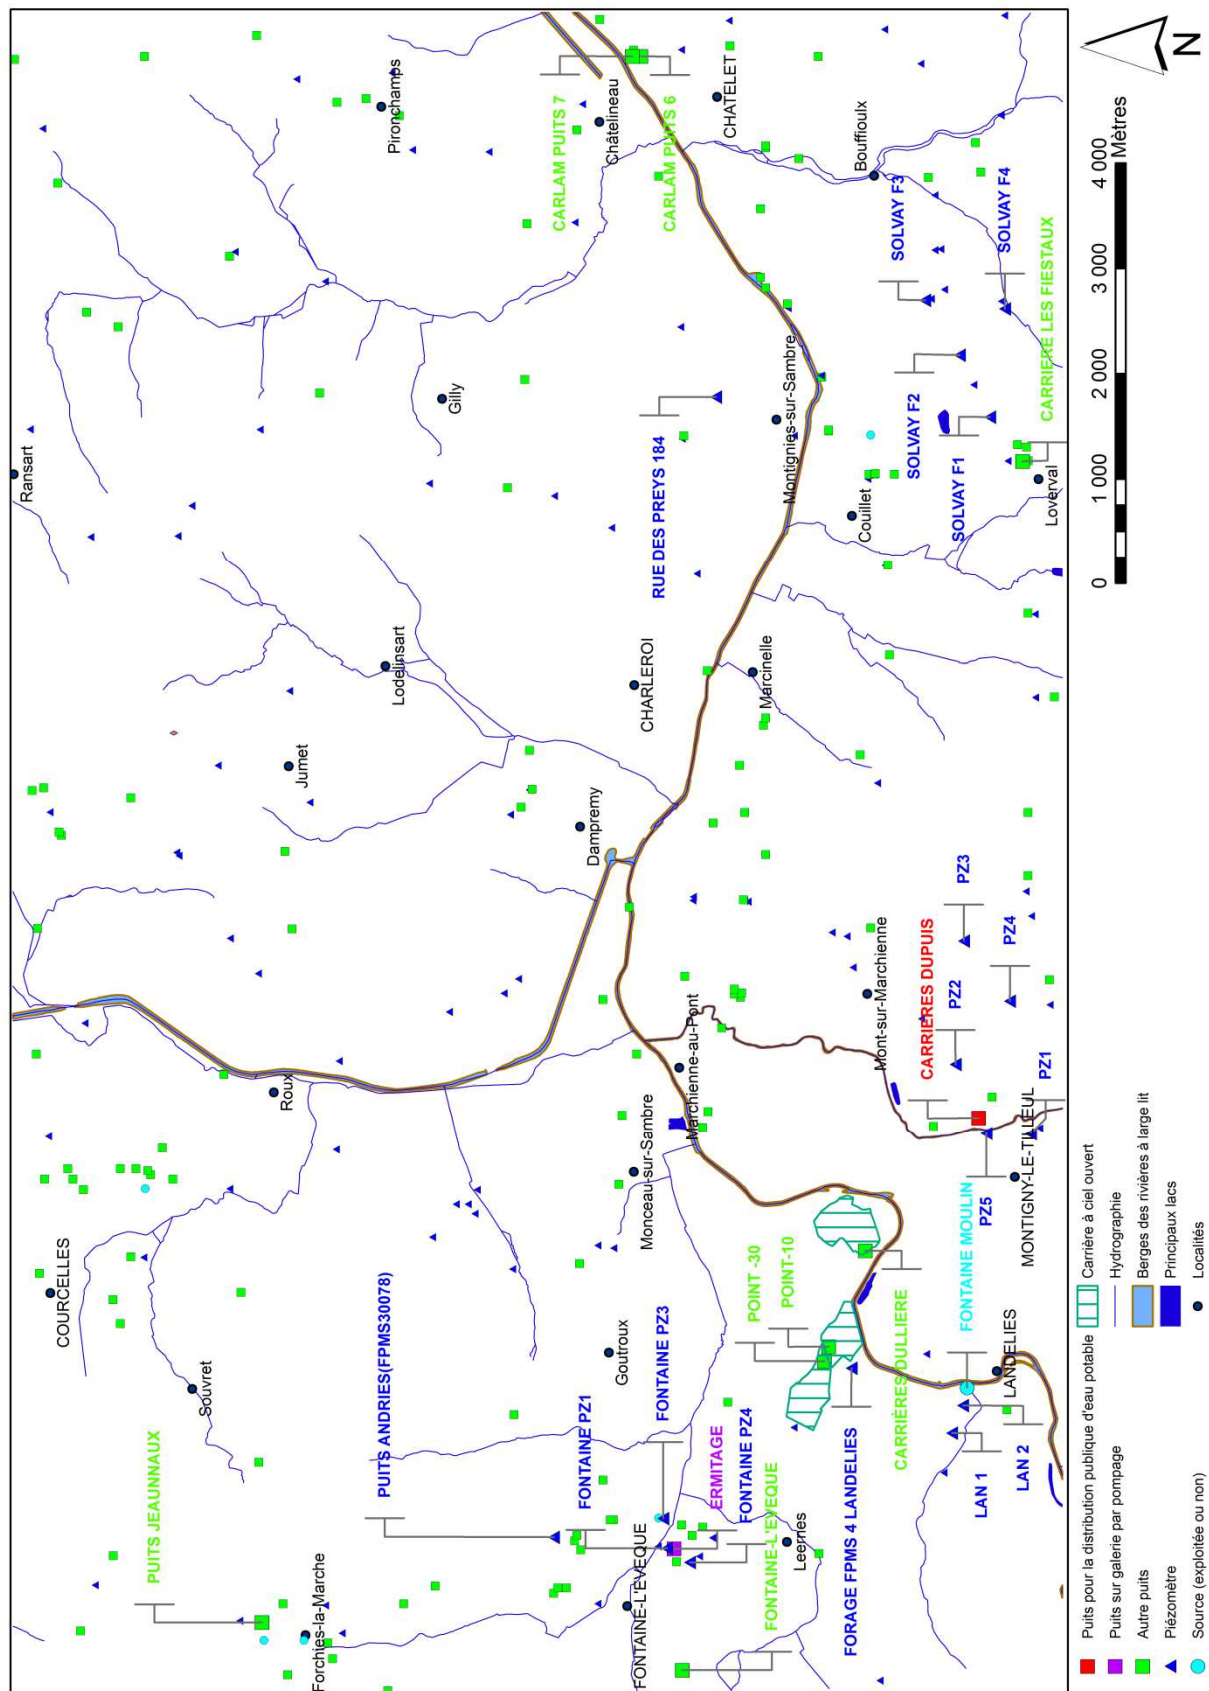 Ransart
Pironchamps
COURCELLES
Souvret
PUITS JEAUNNAUX
Forchies-la-Marche
Roux
Jumet
Lodelinsart
Gilly
CARLAM PUITS 7
Châtelineau
CARLAM PUITS 6
CHATELET
PUITS ANDRIES(FPMS30078)
FONTAINE PZ1
Goutroux
FONTAINE PZ3
Monceau-sur-Sambre
Marchienne-au-Pont
Dampremy
CHARLEROI
RUE DES PREYS 184
FONTAINE-L'EVEQUE
ERMITAGE
FONTAINE PZ4
FONTAINE-L'EVEQUE
Leernes
POINT -30
POINT-10
FORAGE FPMS 4 LANDELIES
CARRIÈRES DULLIERE
Mont-sur-Marchienne
Marcinelle
Montignies-sur-Sambre
Couillet
Bouffioulx
SOLVAY F3
SOLVAY F4
SOLVAY F2
SOLVAY F1
CARRIERE LES FIESTAUX
Loverval
CARRIERES DUPUIS
PZ2
PZ3
PZ4
PZ1
PZ5
MONTIGNY-LE-TILLEUL
FONTAINE MOULIN
LANDELIES
LAN 1
LAN 2
Puits pour la distribution publique d'eau potable
Puits sur galerie par pompage
Autre puits
Piézomètre
Source (exploitée ou non)
Carrière à ciel ouvert
Hydrographie
Berges des rivières à large lit
Principaux lacs
Localités
0 1 000 2 000 3 000 4 000
Mètres
N